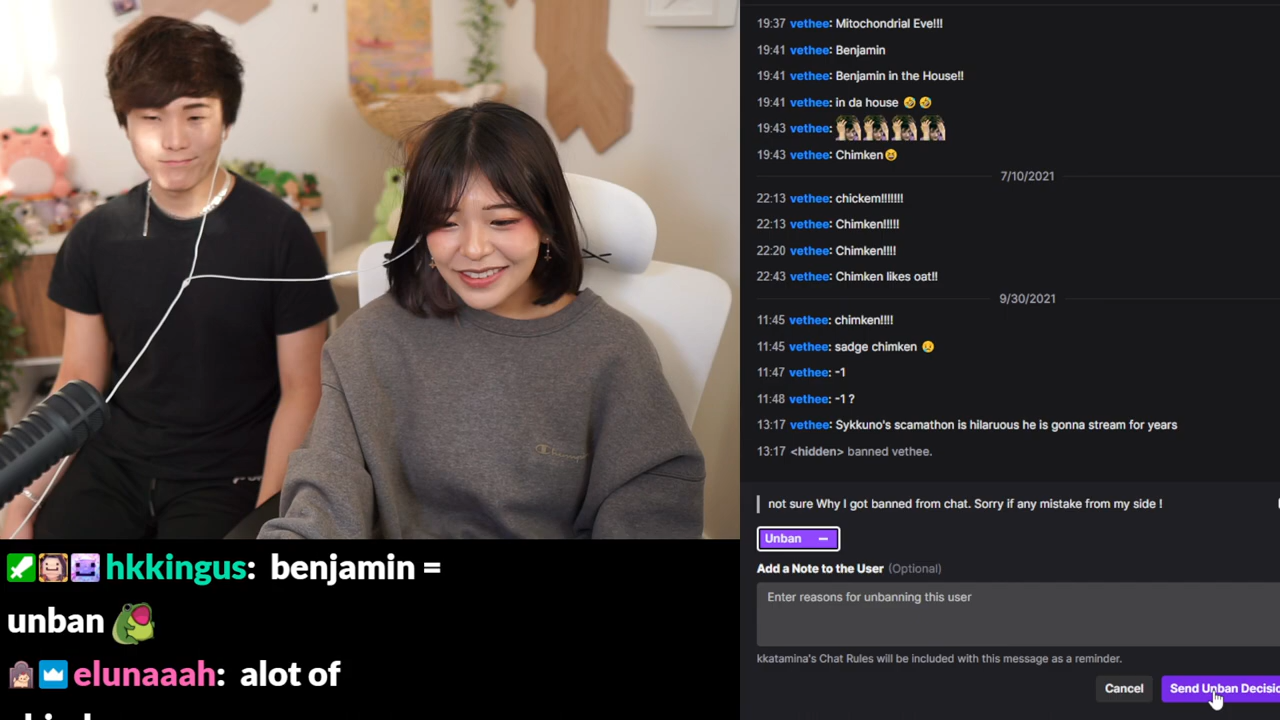 19:37 vethee: Mitochondrial Eve!!!
19:41 vethee: Benjamin
19:41 vethee: Benjamin in the House!!
19:41 vethee: in da house 🤣🤣
19:43 vethee:
19:43 vethee: Chimken😆
7/10/2021
22:13 vethee: chickem!!!!!!!
22:13 vethee: Chimken!!!!!
22:20 vethee: Chimken!!!!
22:43 vethee: Chimken likes oat!!
9/30/2021
11:45 vethee: chimken!!!!
11:45 vethee: sadge chimken 😥
11:47 vethee: -1
11:48 vethee: -1 ?
13:17 vethee: Sykkuno's scamathon is hilaruous he is gonna stream for years
13:17 <hidden> banned vethee.
not sure Why I got banned from chat. Sorry if any mistake from my side !
Unban
Add a Note to the User (Optional)
Enter reasons for unbanning this user
kkatamina's Chat Rules will be included with this message as a reminder.
Cancel
Send Unban Decisio
Champion
hkkingus: benjamin =
unban
elunaaah: alot of